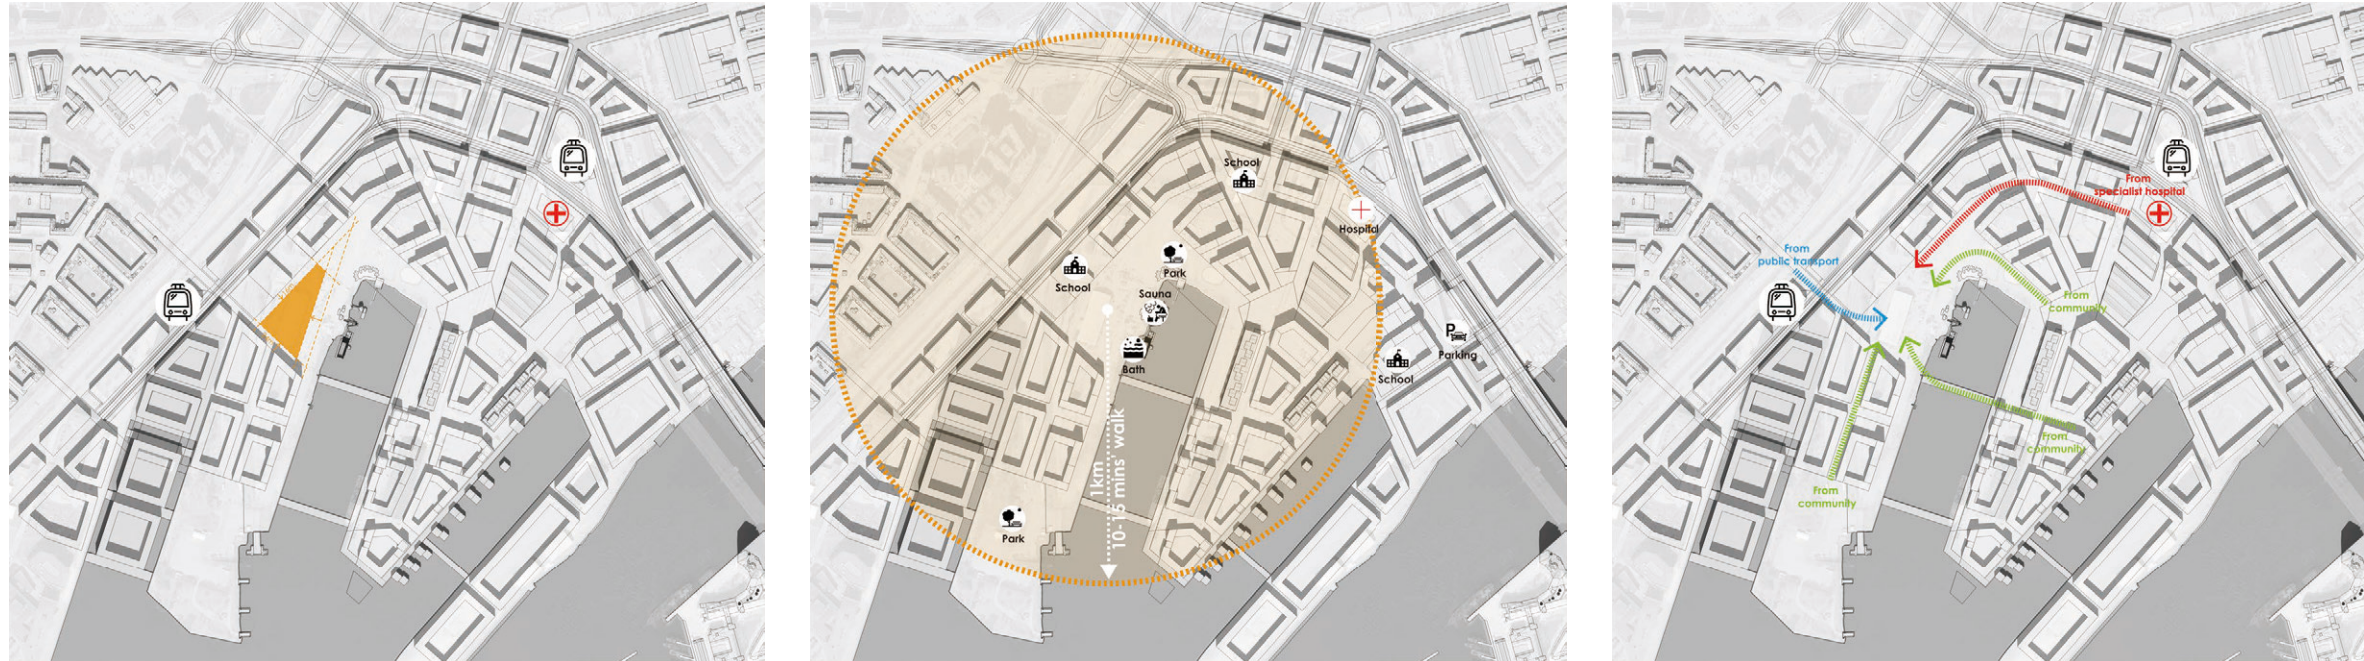 School
Hospital
School
Park
Sauna
Bath
P
Parking
School
1km
10-15 mins' walk
Park
From
specialist hospital
From
public transport
From
community
From
community
From
community